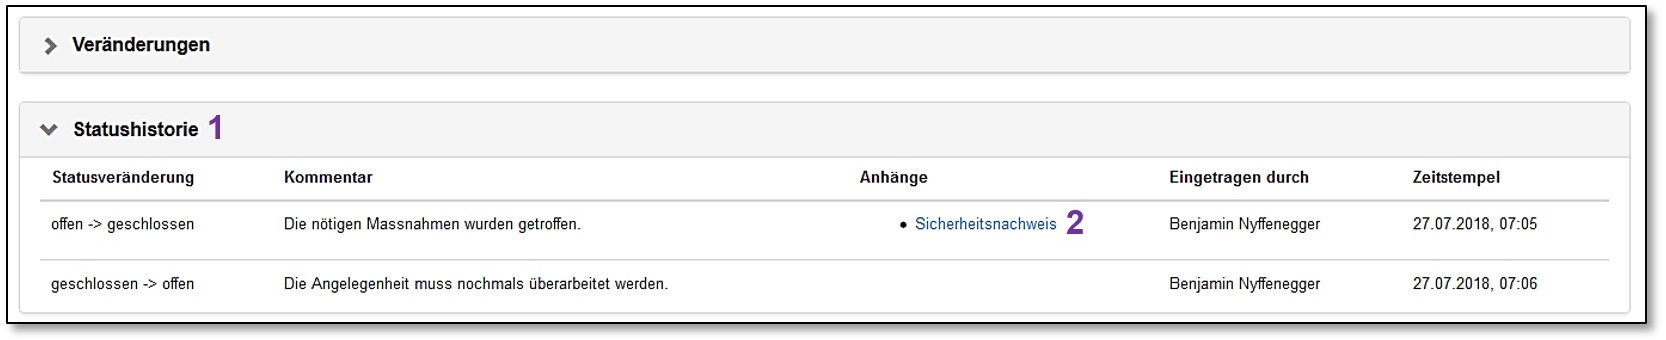 Veränderungen
Statushistorie 1
Statusveränderung Kommentar Anhänge Eingetragen durch Zeitstempel
offen -> geschlossen Die nötigen Massnahmen wurden getroffen. • Sicherheitsnachweis 2 Benjamin Nyffenegger 27.07.2018, 07:05
geschlossen -> offen Die Angelegenheit muss nochmals überarbeitet werden. Benjamin Nyffenegger 27.07.2018, 07:06